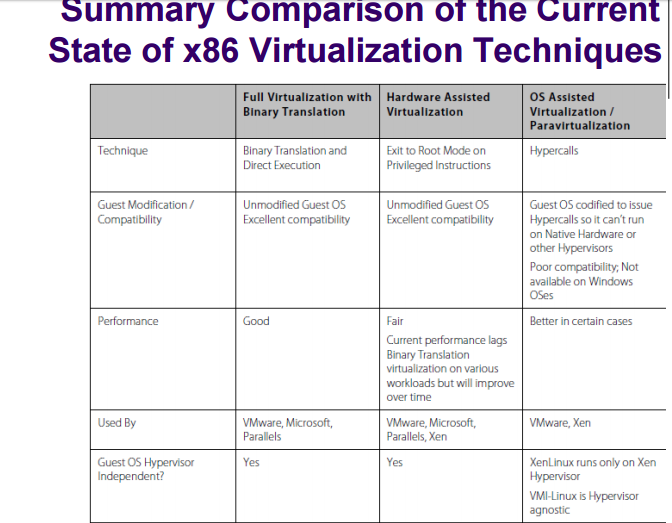 Summary Comparison of the Current
State of x86 Virtualization Techniques
Full Virtualization with
Binary Translation
Hardware Assisted
Virtualization
OS Assisted
Virtualization /
Paravirtualization
Technique
Binary Translation and
Direct Execution
Exit to Root Mode on
Privileged Instructions
Hypercalls
Guest Modification /
Compatibility
Unmodified Guest OS
Excellent compatibility
Unmodified Guest OS
Excellent compatibility
Guest OS codified to issue
Hypercalls so it can’t run
on Native Hardware or
other Hypervisors
Poor compatibility; Not
available on Windows
OSes
Performance
Good
Fair
Current performance lags
Binary Translation
virtualization on various
workloads but will improve
over time
Better in certain cases
Used By
VMware, Microsoft,
Parallels
VMware, Microsoft,
Parallels, Xen
VMware, Xen
Guest OS Hypervisor
Independent?
Yes
Yes
XenLinux runs only on Xen
Hypervisor
VMI-Linux is Hypervisor
agnostic